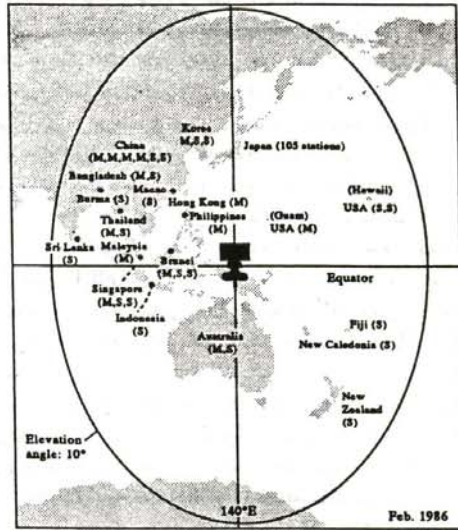 Korea
(M,S,S)
China
(M,M,M,M,S,S,S)
Japan (105 stations)
Bangladesh (M,S)
Burma (S)
Macao
(S)
Hong Kong (M)
Philippines
(M)
Thailand
(M,S)
(Guam)
USA (M)
(Hawaii)
USA (S,S)
Sri Lanka
(S)
Malaysia
(M)
Brunei
(M,S,S)
Equator
Singapore
(M,S,S)
Indonesia
(S)
Australia
(M,S)
Fiji (S)
New Caledonia (S)
New
Zealand
(S)
Elevation
angle: 10°
140°E
Feb. 1986